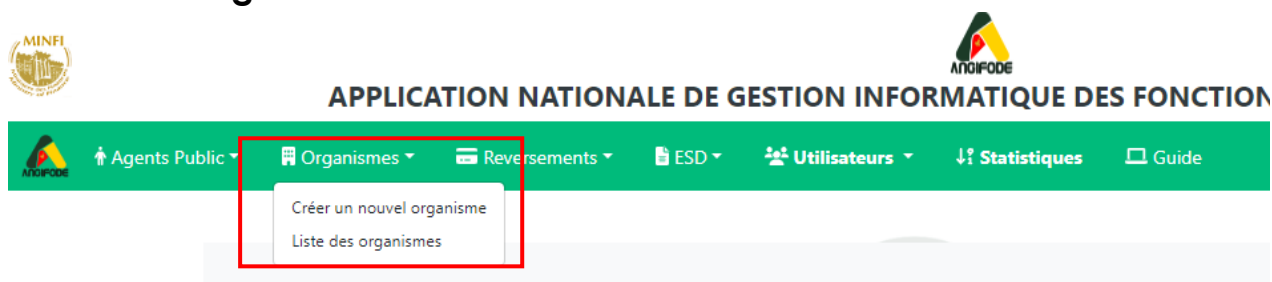 MINFI
ANGIFODE
APPLICATION NATIONALE DE GESTION INFORMATIQUE DES FONCTION
ANGIFODE Agents Public Organismes Reversements ESD Utilisateurs Statistiques Guide
Créer un nouvel organisme
Liste des organismes